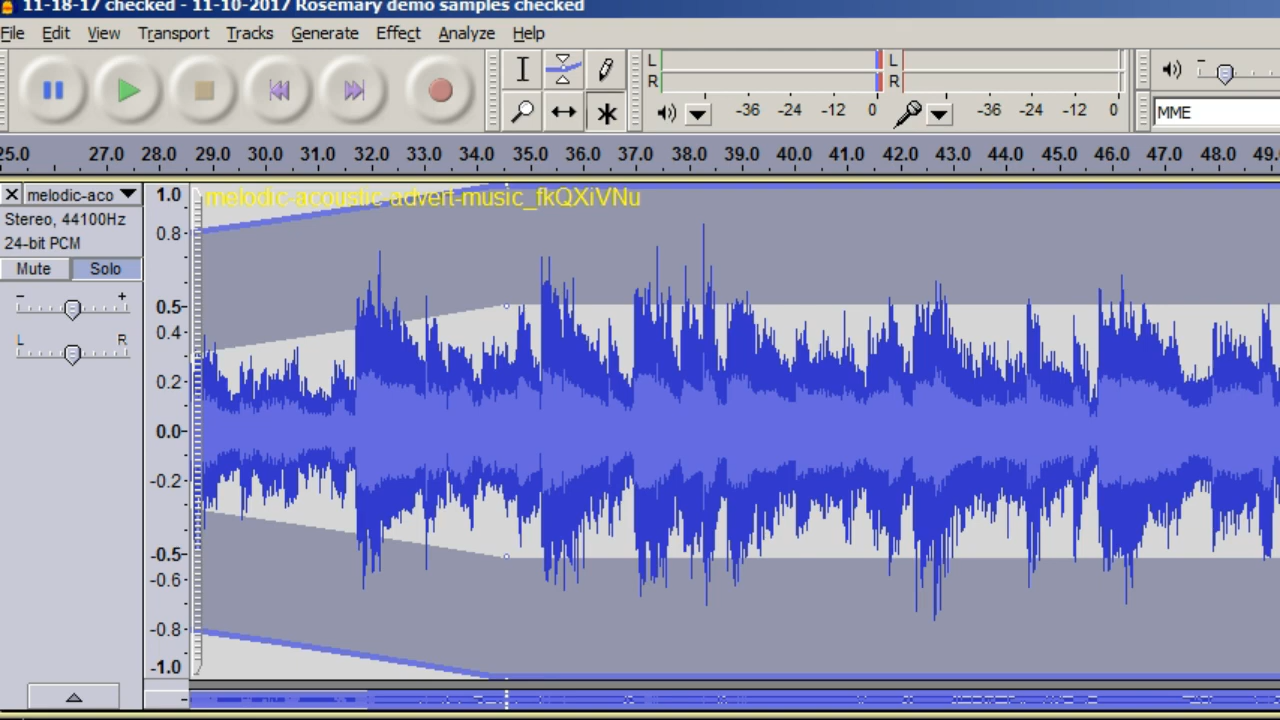 11-18-17 checked - 11-10-2017 Rosemary demo samples checked
File Edit View Transport Tracks Generate Effect Analyze Help
L L
R R
-36 -24 -12 0 -36 -24 -12 0
MME
25.0 27.0 28.0 29.0 30.0 31.0 32.0 33.0 34.0 35.0 36.0 37.0 38.0 39.0 40.0 41.0 42.0 43.0 44.0 45.0 46.0 47.0 48.0 49.
melodic-aco
Stereo, 44100Hz
24-bit PCM
Mute Solo
- +
L R
melodic-acoustic-advert-music_fkQXiVNu
1.0
0.8
0.5
0.4
0.2
0.0
-0.2
-0.5
-0.6
-0.8
-1.0